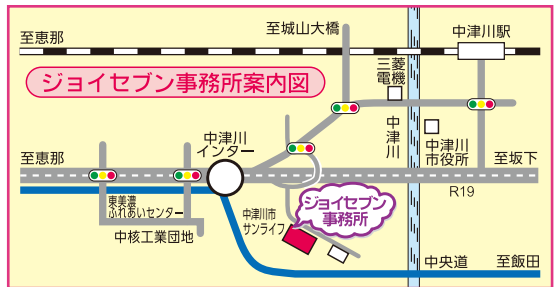 至恵那
至城山大橋
中津川駅
ジョイセブン事務所案内図
三菱
電機
中津川
中津川
市役所
中津川
インター
至恵那
至坂下
R19
東美濃
ふれあいセンター
中核工業団地
中津川市
サンライフ
ジョイセブン
事務所
中央道
至飯田